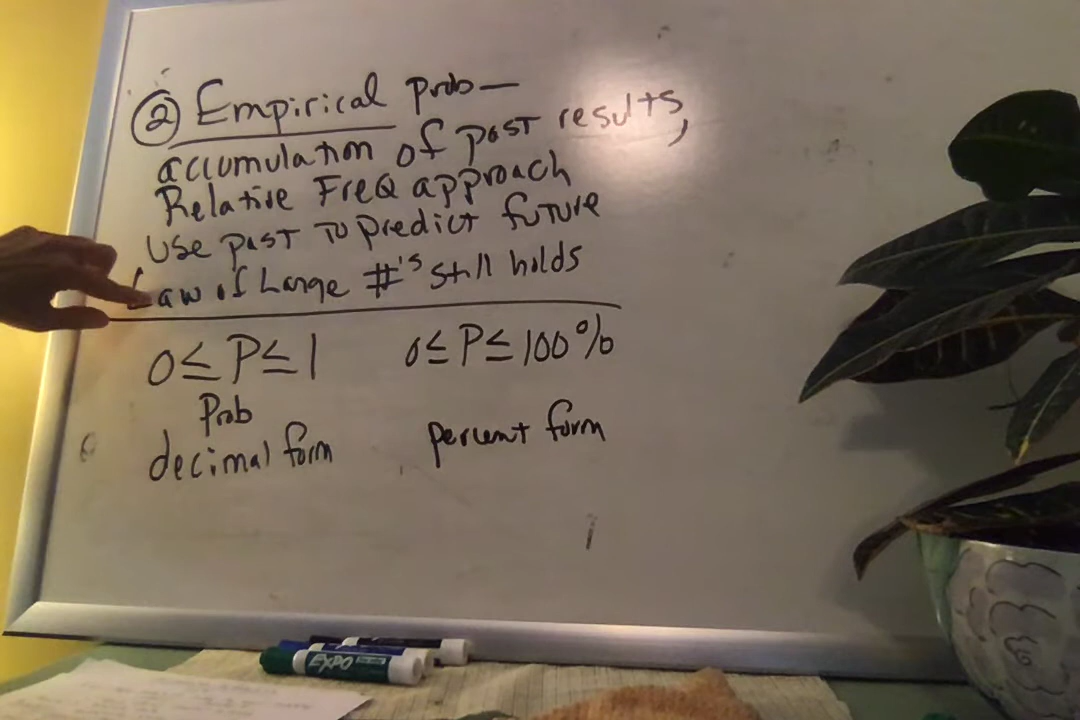 ② Empirical prob—
accumulation of past results,
Relative FreQ approach
Use past to predict future
Law of Large #'s still holds
0 ≤ P ≤ 1 0 ≤ P ≤ 100%
Prob
decimal form percent form
EXPO